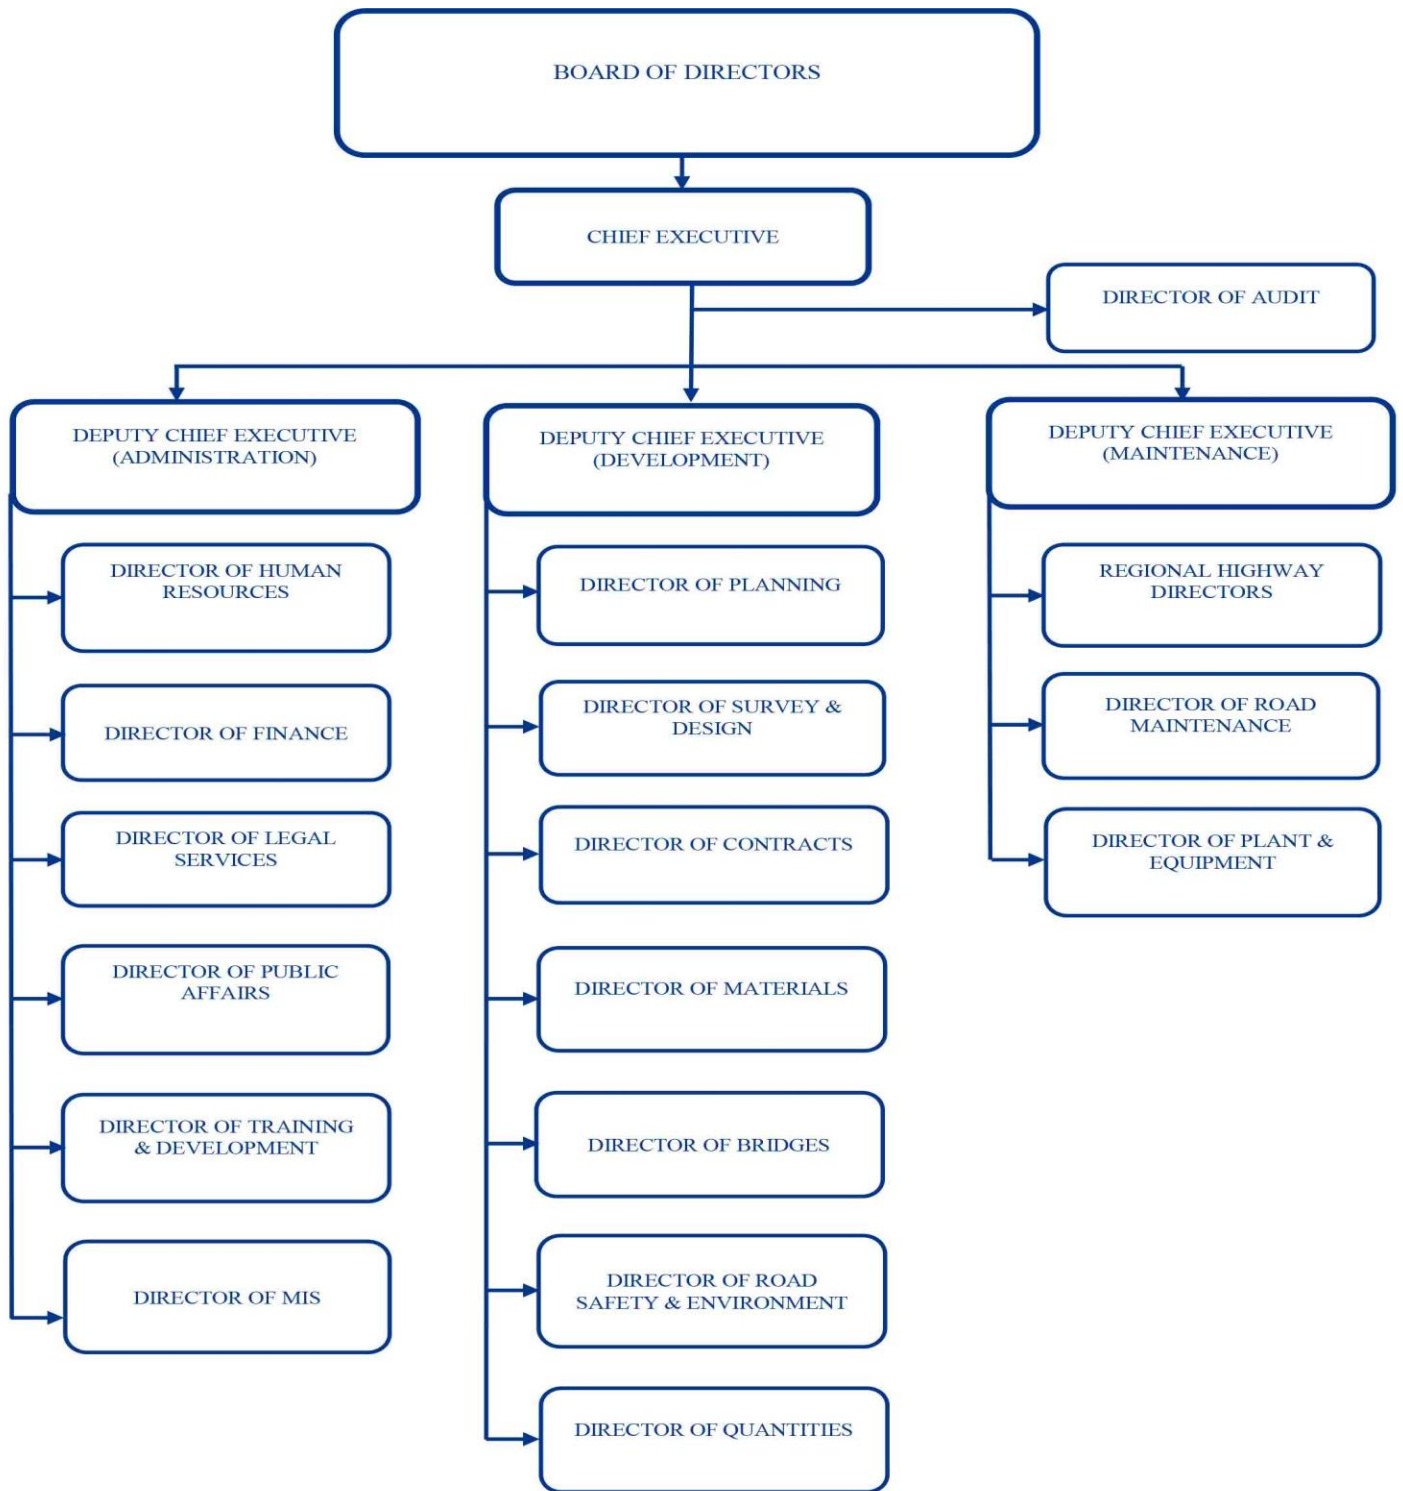 BOARD OF DIRECTORS
CHIEF EXECUTIVE
DIRECTOR OF AUDIT
DEPUTY CHIEF EXECUTIVE
(ADMINISTRATION)
DIRECTOR OF HUMAN
RESOURCES
DIRECTOR OF FINANCE
DIRECTOR OF LEGAL
SERVICES
DIRECTOR OF PUBLIC
AFFAIRS
DIRECTOR OF TRAINING
& DEVELOPMENT
DIRECTOR OF MIS
DEPUTY CHIEF EXECUTIVE
(DEVELOPMENT)
DIRECTOR OF PLANNING
DIRECTOR OF SURVEY &
DESIGN
DIRECTOR OF CONTRACTS
DIRECTOR OF MATERIALS
DIRECTOR OF BRIDGES
DIRECTOR OF ROAD
SAFETY & ENVIRONMENT
DIRECTOR OF QUANTITIES
DEPUTY CHIEF EXECUTIVE
(MAINTENANCE)
REGIONAL HIGHWAY
DIRECTORS
DIRECTOR OF ROAD
MAINTENANCE
DIRECTOR OF PLANT &
EQUIPMENT